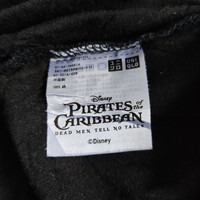 UNI
QLO
Disney
PIRATES of the
CARIBBEAN
DEAD MEN TELL NO TALES
©Disney